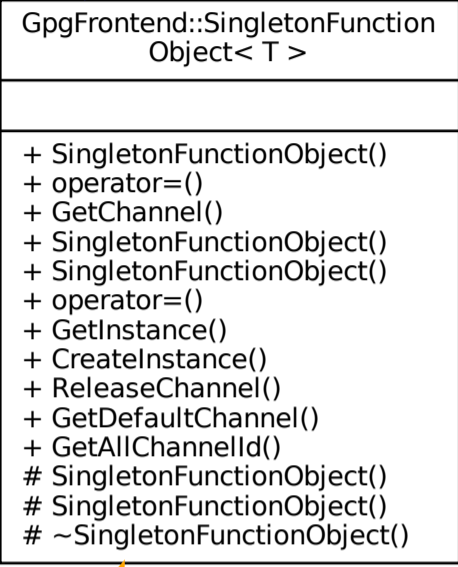 GpgFrontend::SingletonFunction
Object< T >
+ SingletonFunctionObject()
+ operator=()
+ GetChannel()
+ SingletonFunctionObject()
+ SingletonFunctionObject()
+ operator=()
+ GetInstance()
+ CreateInstance()
+ ReleaseChannel()
+ GetDefaultChannel()
+ GetAllChannelId()
# SingletonFunctionObject()
# SingletonFunctionObject()
# ~SingletonFunctionObject()